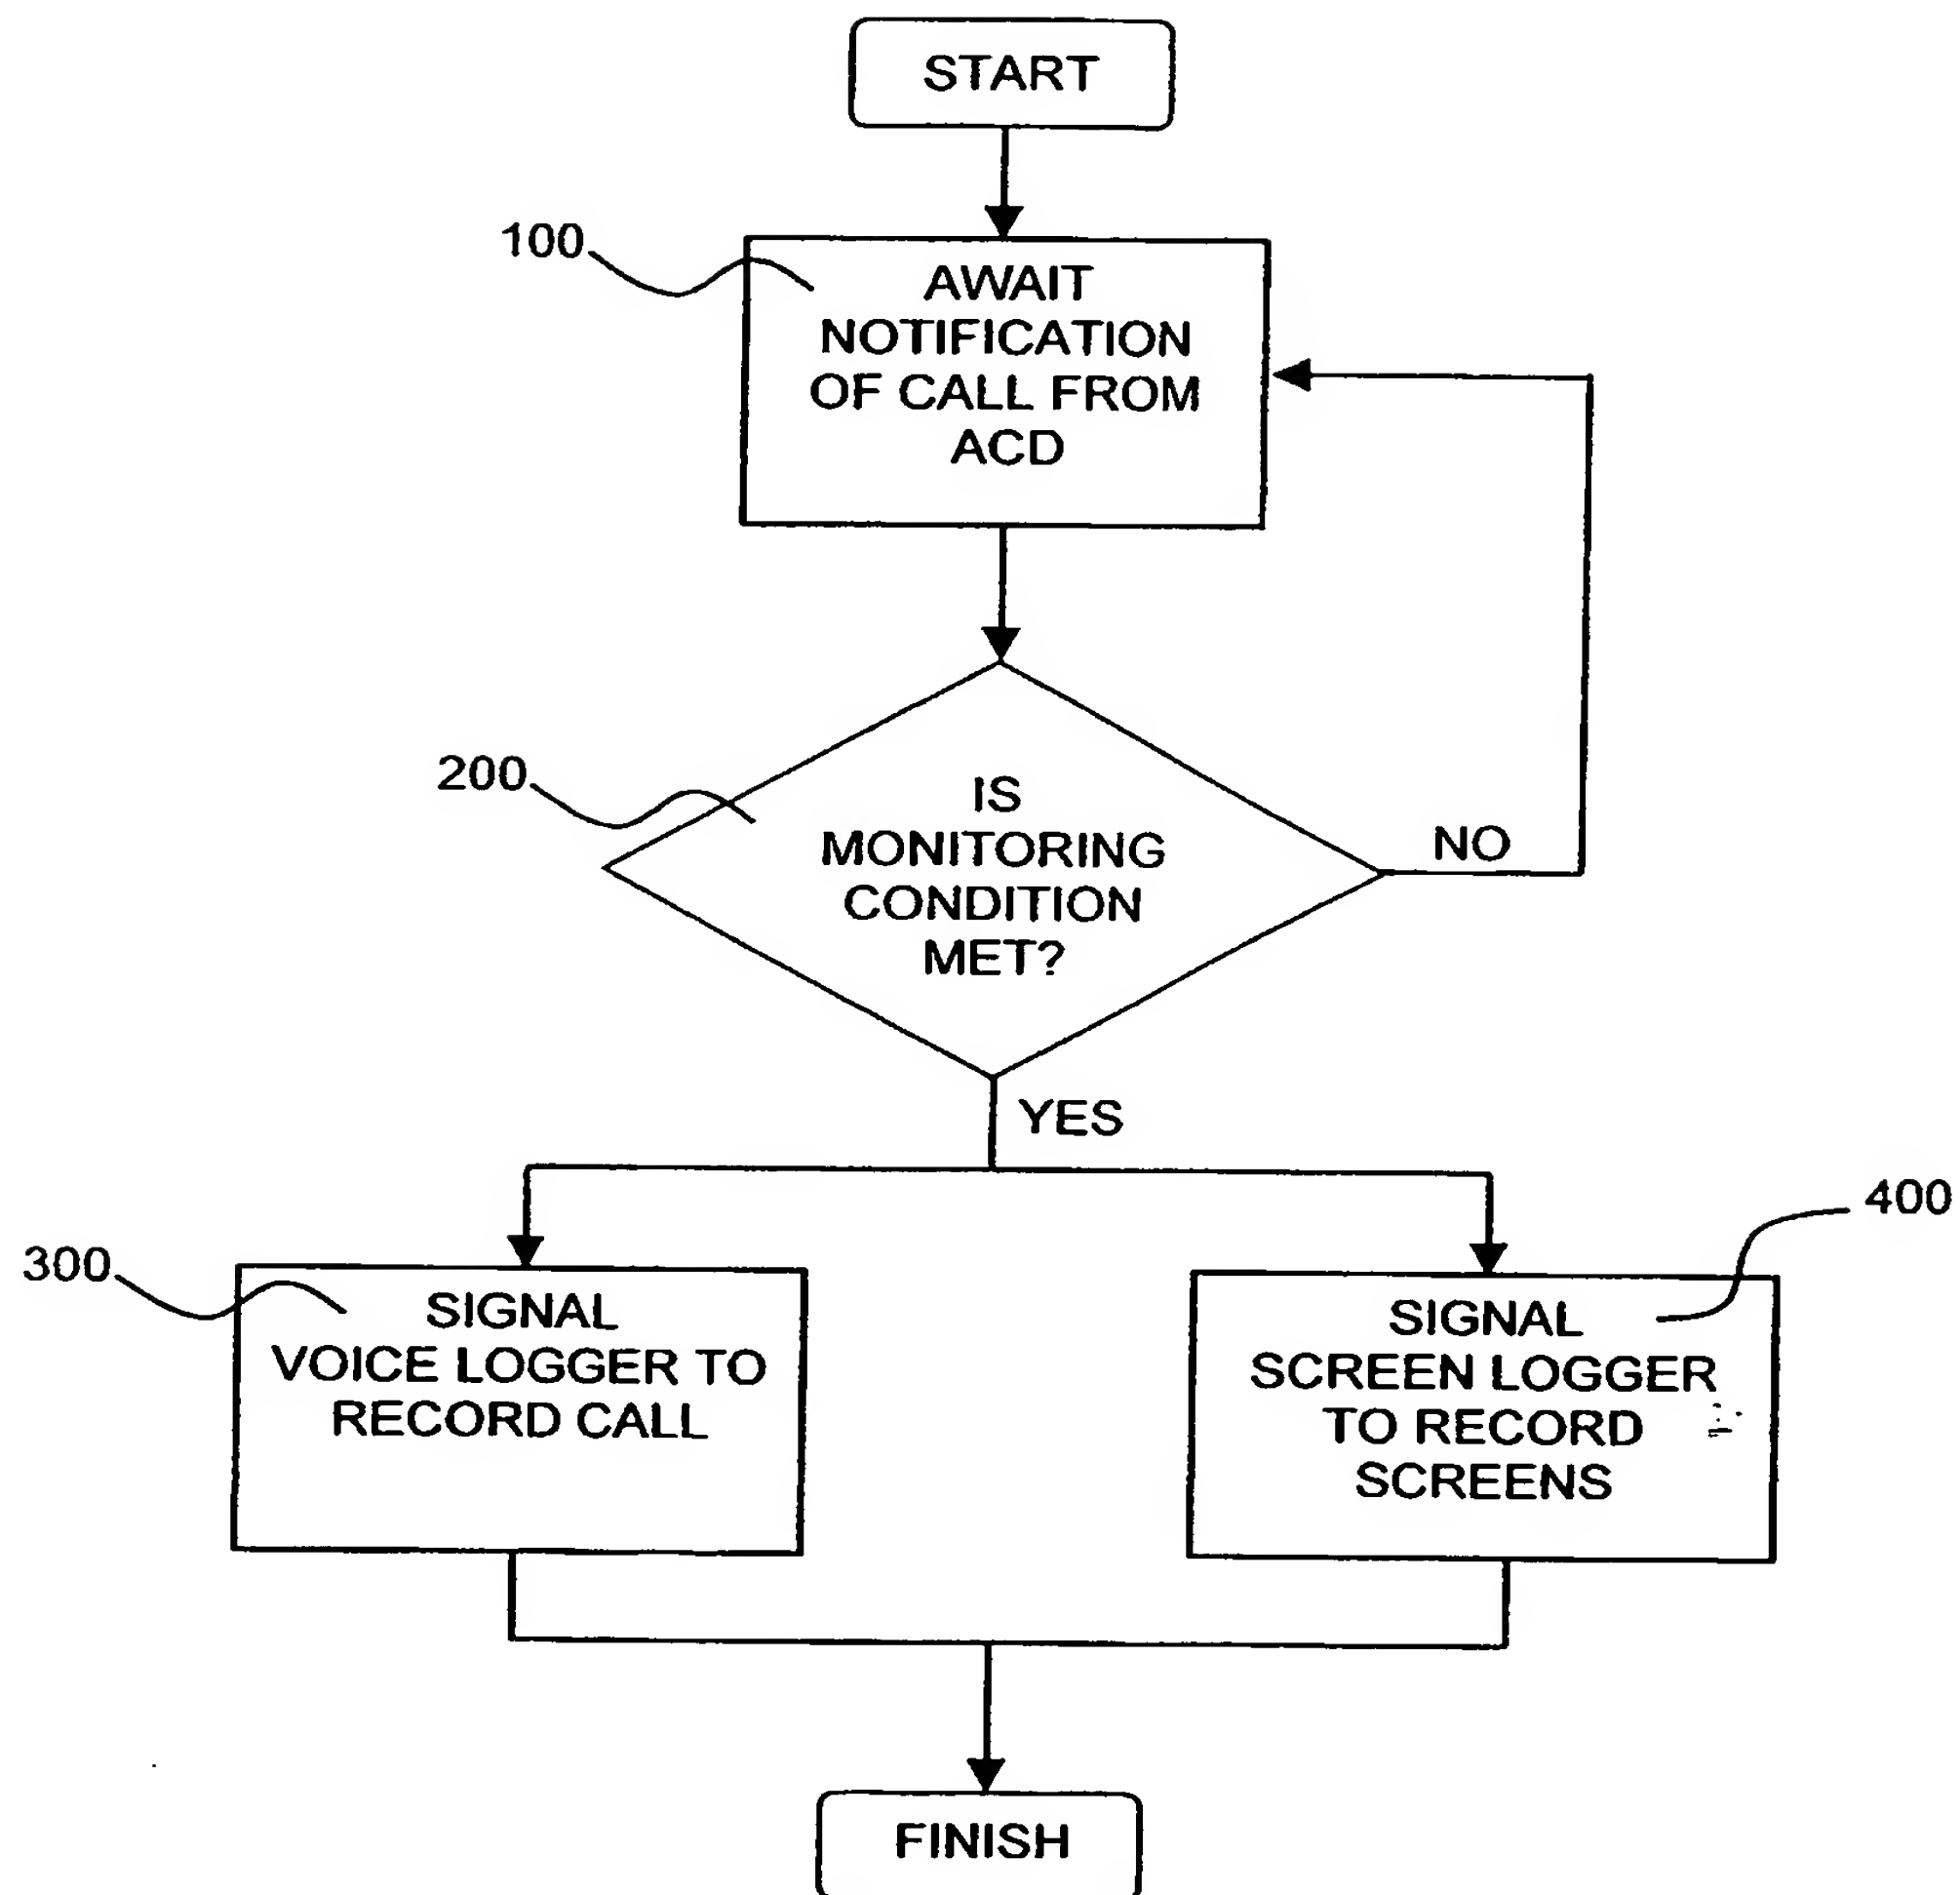 START
100
AWAIT
NOTIFICATION
OF CALL FROM
ACD
200
IS
MONITORING
CONDITION
MET?
NO
YES
300
SIGNAL
VOICE LOGGER TO
RECORD CALL
400
SIGNAL
SCREEN LOGGER
TO RECORD
SCREENS
FINISH